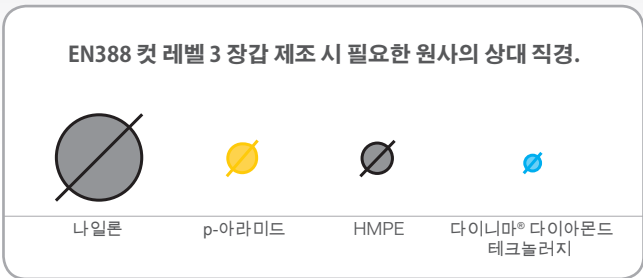 EN388 컷 레벨 3 장갑 제조 시 필요한 원사의 상대 직경.
나일론
p-아라미드
HMPE
다이니마® 다이아몬드
테크놀러지